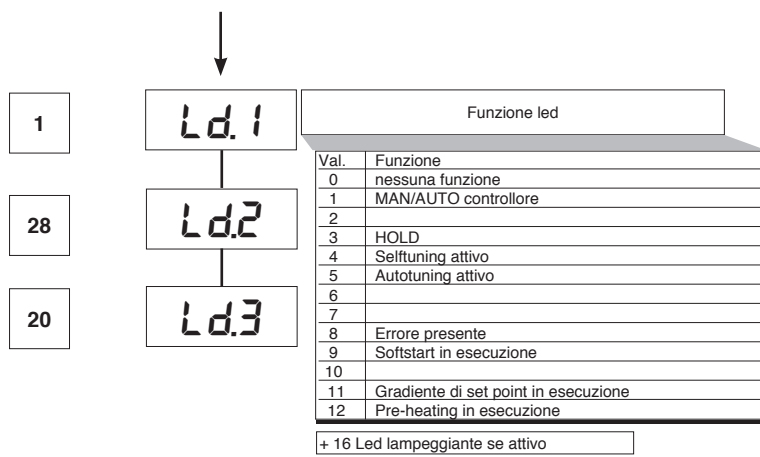 1
Ld.1
Funzione led
28
Ld.2
20
Ld.3
Val. Funzione
0 nessuna funzione
1 MAN/AUTO controllore
2
3 HOLD
4 Selftuning attivo
5 Autotuning attivo
6
7
8 Errore presente
9 Softstart in esecuzione
10
11 Gradiente di set point in esecuzione
12 Pre-heating in esecuzione
+ 16 Led lampeggiante se attivo